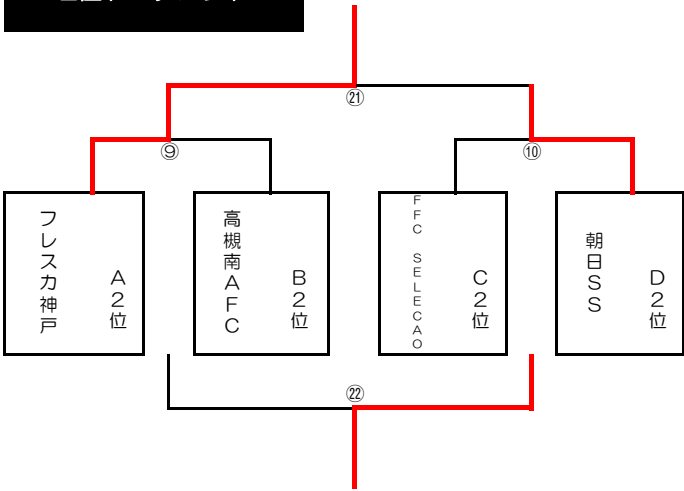 ㉑
⑨
⑩
フレスカ神戸
A2位
高槻南AFC
B2位
FFC SELECAO
C2位
朝日SS
D2位
㉒